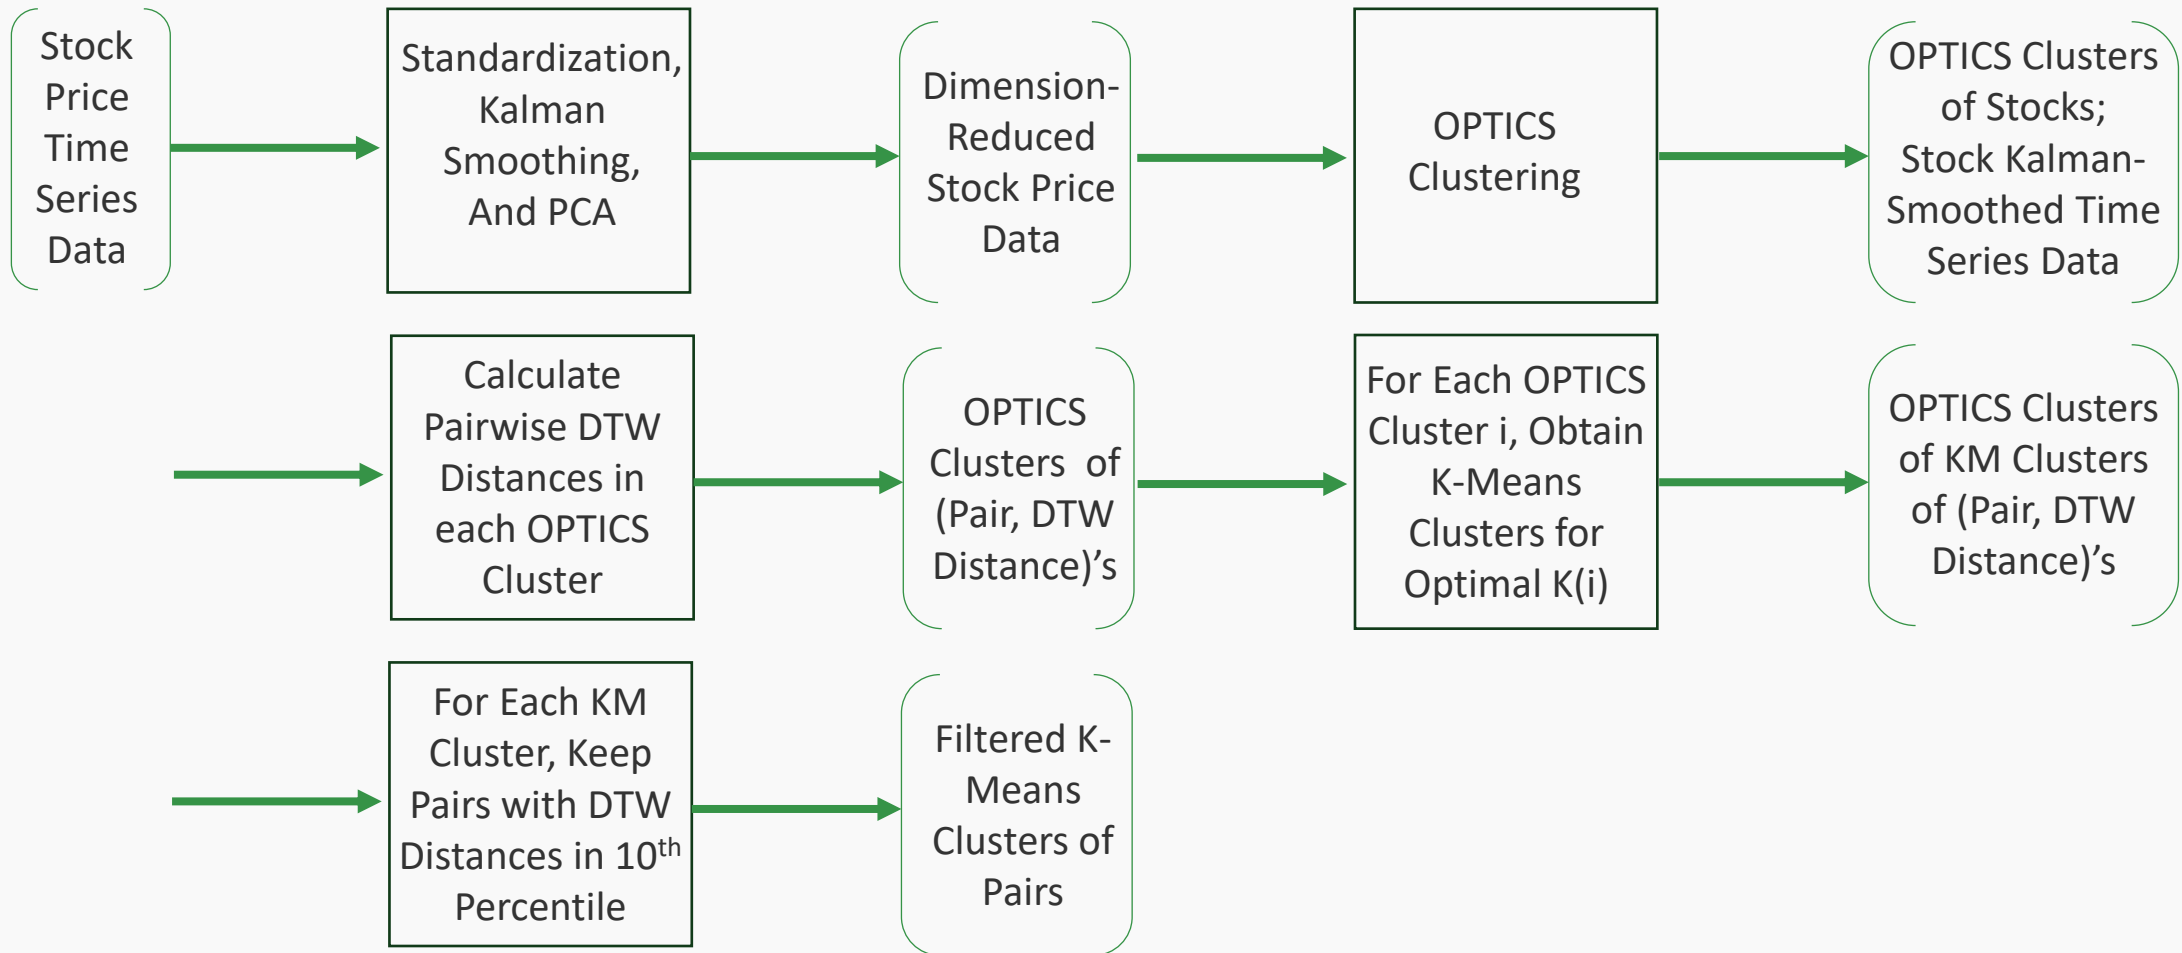 Stock
Price
Time
Series
Data
Standardization,
Kalman
Smoothing,
And PCA
Dimension-
Reduced
Stock Price
Data
OPTICS
Clustering
OPTICS Clusters
of Stocks;
Stock Kalman-
Smoothed Time
Series Data
Calculate
Pairwise DTW
Distances in
each OPTICS
Cluster
OPTICS
Clusters of
(Pair, DTW
Distance)’s
For Each OPTICS
Cluster i, Obtain
K-Means
Clusters for
Optimal K(i)
OPTICS Clusters
of KM Clusters
of (Pair, DTW
Distance)’s
For Each KM
Cluster, Keep
Pairs with DTW
Distances in 10th
Percentile
Filtered K-
Means
Clusters of
Pairs